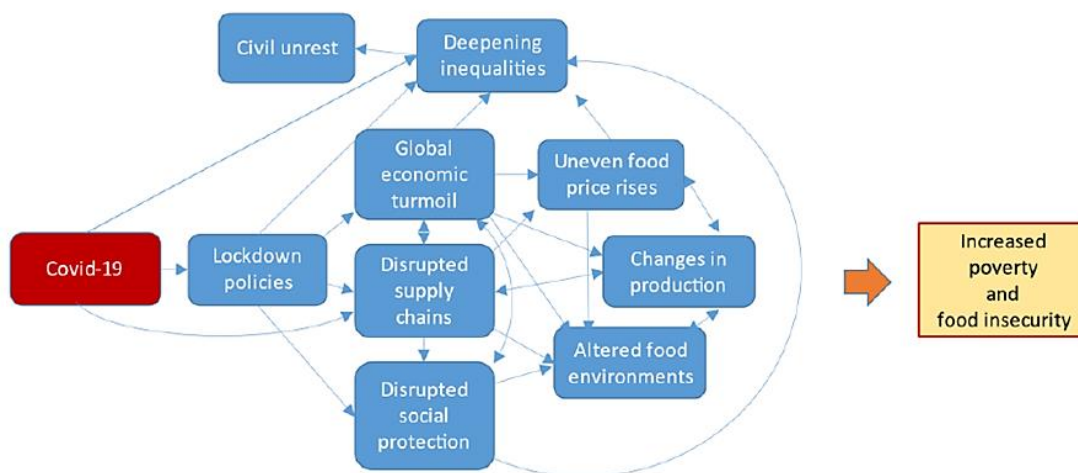 Civil unrest
Deepening
inequalities
Global
economic
turmoil
Uneven food
price rises
Covid-19
Lockdown
policies
Disrupted
supply
chains
Changes in
production
Increased
poverty
and
food insecurity
Altered food
environments
Disrupted
social
protection